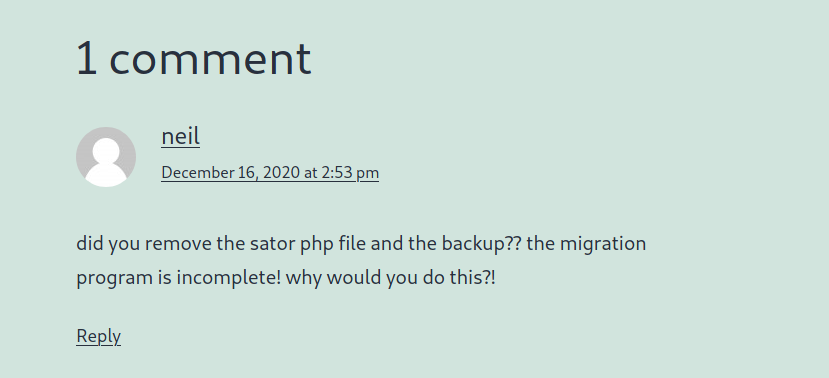 1 comment
neil
December 16, 2020 at 2:53 pm
did you remove the sator php file and the backup?? the migration
program is incomplete! why would you do this?!
Reply